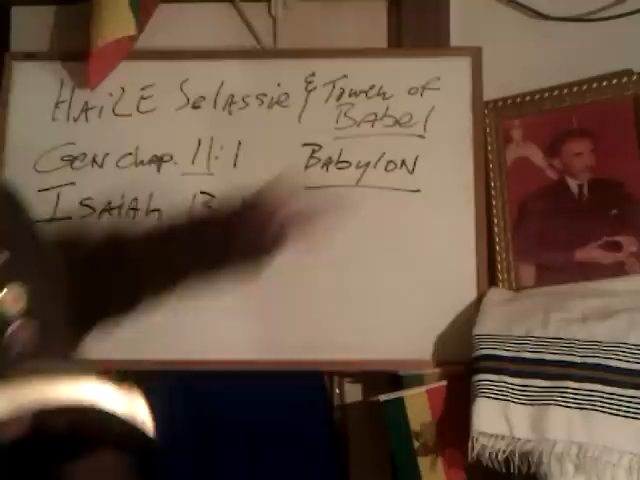 HAiLE SelAssie & Tower of
BAbel
Gen Chap. 11:1 BAbylON
ISAiAh 13